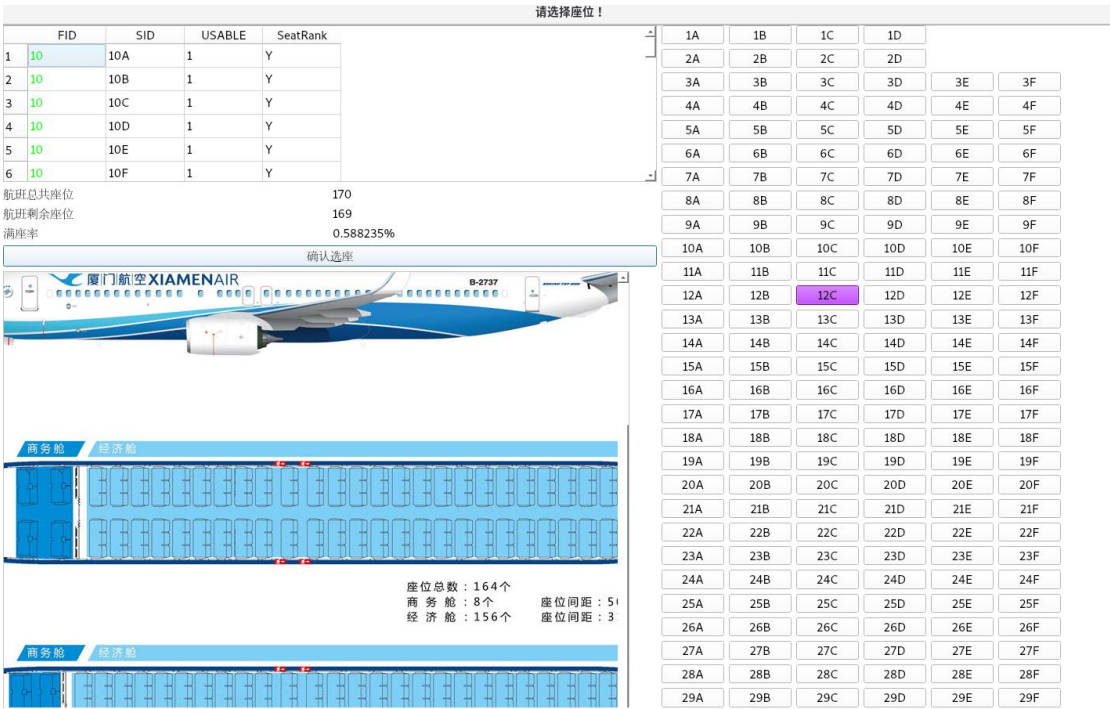 请选择座位！
FID SID USABLE SeatRank
1 10 10A 1 Y
2 10 10B 1 Y
3 10 10C 1 Y
4 10 10D 1 Y
5 10 10E 1 Y
6 10 10F 1 Y
航班总共座位 170
航班剩余座位 169
满座率 0.588235%
确认选座
厦门航空XIAMENAIR
B-2737
商务舱 经济舱
座位总数：164个
商 务 舱：8个 座位间距：5
经 济 舱：156个 座位间距：3
商务舱 经济舱
1A 1B 1C 1D
2A 2B 2C 2D
3A 3B 3C 3D 3E 3F
4A 4B 4C 4D 4E 4F
5A 5B 5C 5D 5E 5F
6A 6B 6C 6D 6E 6F
7A 7B 7C 7D 7E 7F
8A 8B 8C 8D 8E 8F
9A 9B 9C 9D 9E 9F
10A 10B 10C 10D 10E 10F
11A 11B 11C 11D 11E 11F
12A 12B 12C 12D 12E 12F
13A 13B 13C 13D 13E 13F
14A 14B 14C 14D 14E 14F
15A 15B 15C 15D 15E 15F
16A 16B 16C 16D 16E 16F
17A 17B 17C 17D 17E 17F
18A 18B 18C 18D 18E 18F
19A 19B 19C 19D 19E 19F
20A 20B 20C 20D 20E 20F
21A 21B 21C 21D 21E 21F
22A 22B 22C 22D 22E 22F
23A 23B 23C 23D 23E 23F
24A 24B 24C 24D 24E 24F
25A 25B 25C 25D 25E 25F
26A 26B 26C 26D 26E 26F
27A 27B 27C 27D 27E 27F
28A 28B 28C 28D 28E 28F
29A 29B 29C 29D 29E 29F